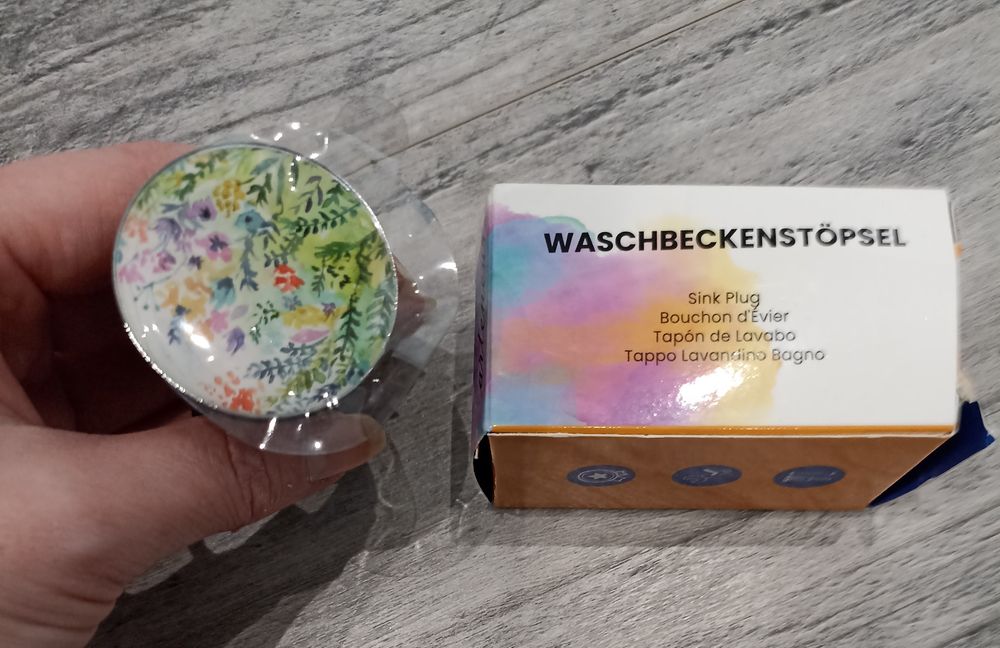 WASCHBECKENSTÖPSEL
Sink Plug
Bouchon d'Évier
Tapón de Lavabo
Tappo Lavandino Bagno